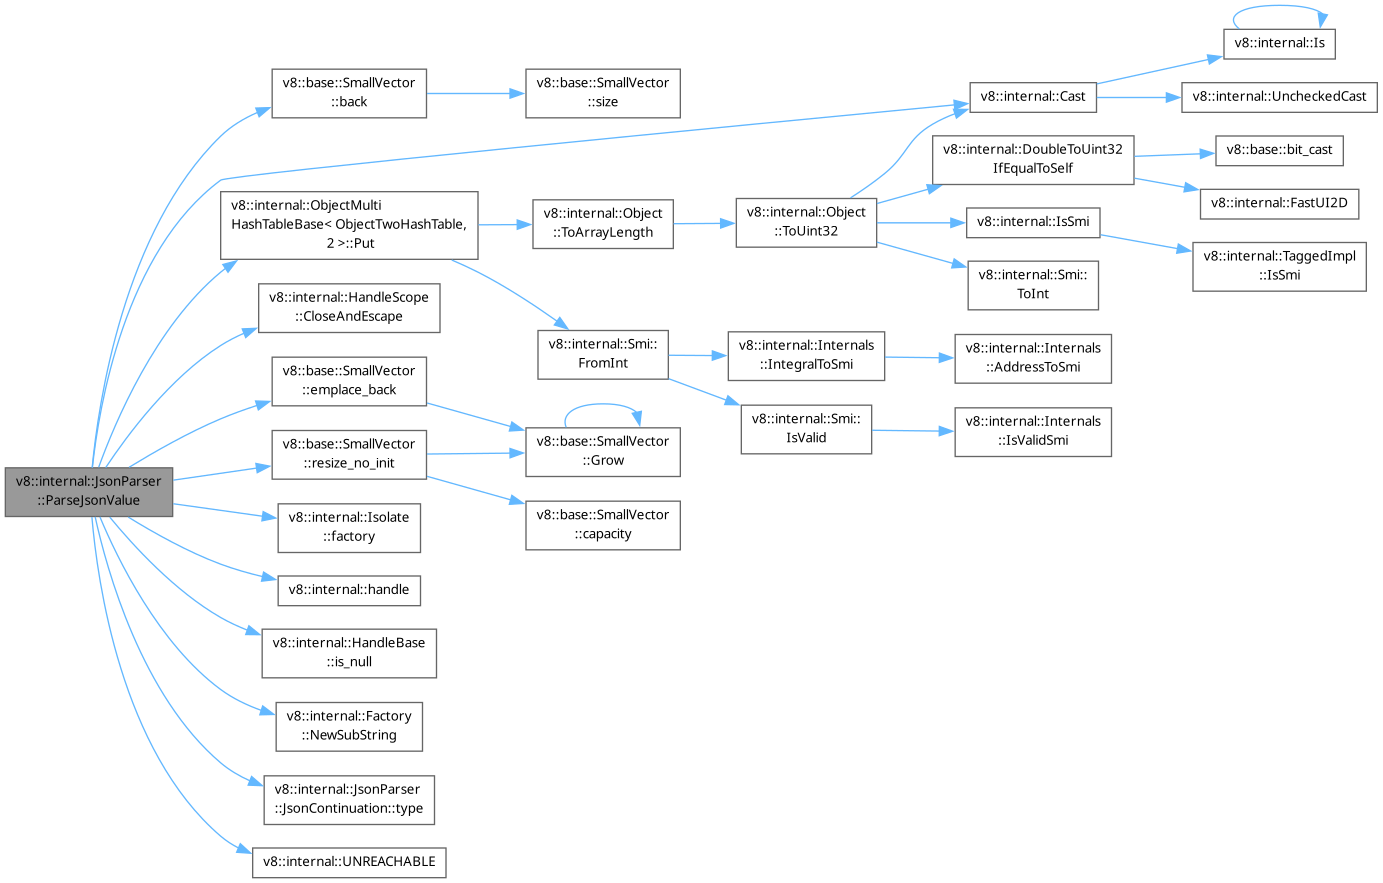 v8::internal::JsonParser
::ParseJsonValue
v8::base::SmallVector
::back
v8::base::SmallVector
::size
v8::internal::Cast
v8::internal::Is
v8::internal::UncheckedCast
v8::internal::ObjectMulti
HashTableBase< ObjectTwoHashTable,
2 >::Put
v8::internal::Object
::ToArrayLength
v8::internal::Object
::ToUint32
v8::internal::DoubleToUint32
IfEqualToSelf
v8::base::bit_cast
v8::internal::FastUI2D
v8::internal::IsSmi
v8::internal::TaggedImpl
::IsSmi
v8::internal::Smi::
ToInt
v8::internal::Smi::
FromInt
v8::internal::Internals
::IntegralToSmi
v8::internal::Internals
::AddressToSmi
v8::internal::Smi::
IsValid
v8::internal::Internals
::IsValidSmi
v8::internal::HandleScope
::CloseAndEscape
v8::base::SmallVector
::emplace_back
v8::base::SmallVector
::Grow
v8::base::SmallVector
::resize_no_init
v8::base::SmallVector
::capacity
v8::internal::Isolate
::factory
v8::internal::handle
v8::internal::HandleBase
::is_null
v8::internal::Factory
::NewSubString
v8::internal::JsonParser
::JsonContinuation::type
v8::internal::UNREACHABLE